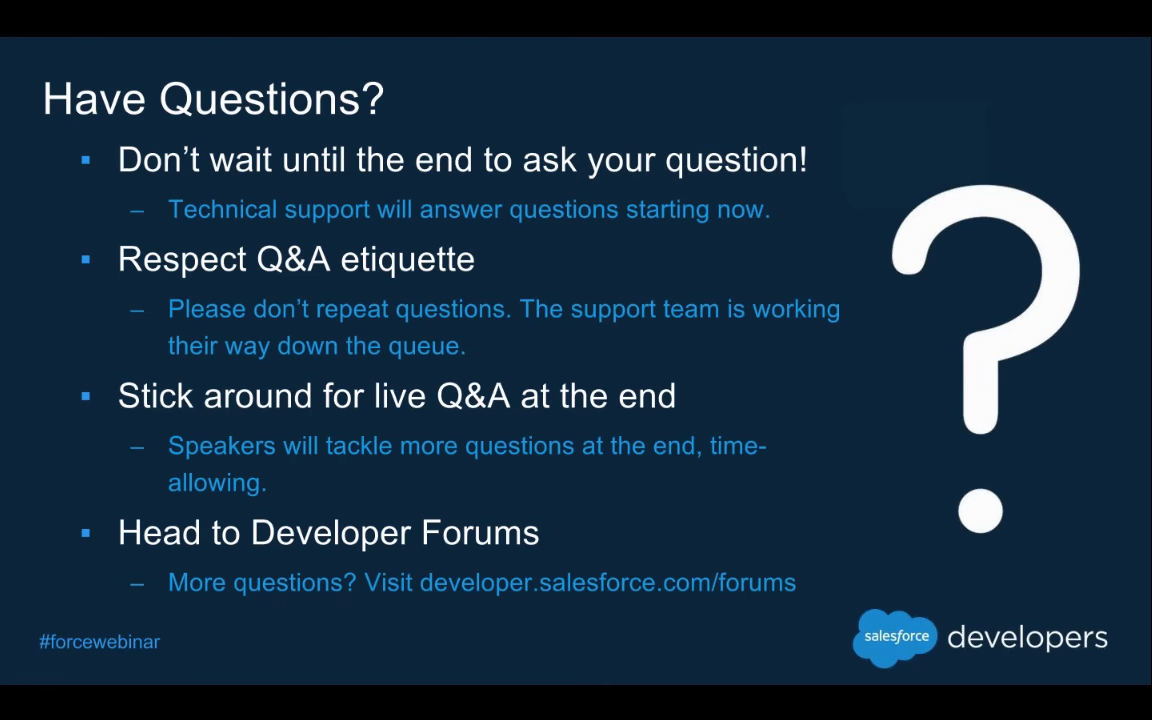 Have Questions?
▪ Don’t wait until the end to ask your question!
– Technical support will answer questions starting now.
▪ Respect Q&A etiquette
– Please don’t repeat questions. The support team is working
their way down the queue.
▪ Stick around for live Q&A at the end
– Speakers will tackle more questions at the end, time-
allowing.
▪ Head to Developer Forums
– More questions? Visit developer.salesforce.com/forums
?
#forcewebinar
salesforce developers